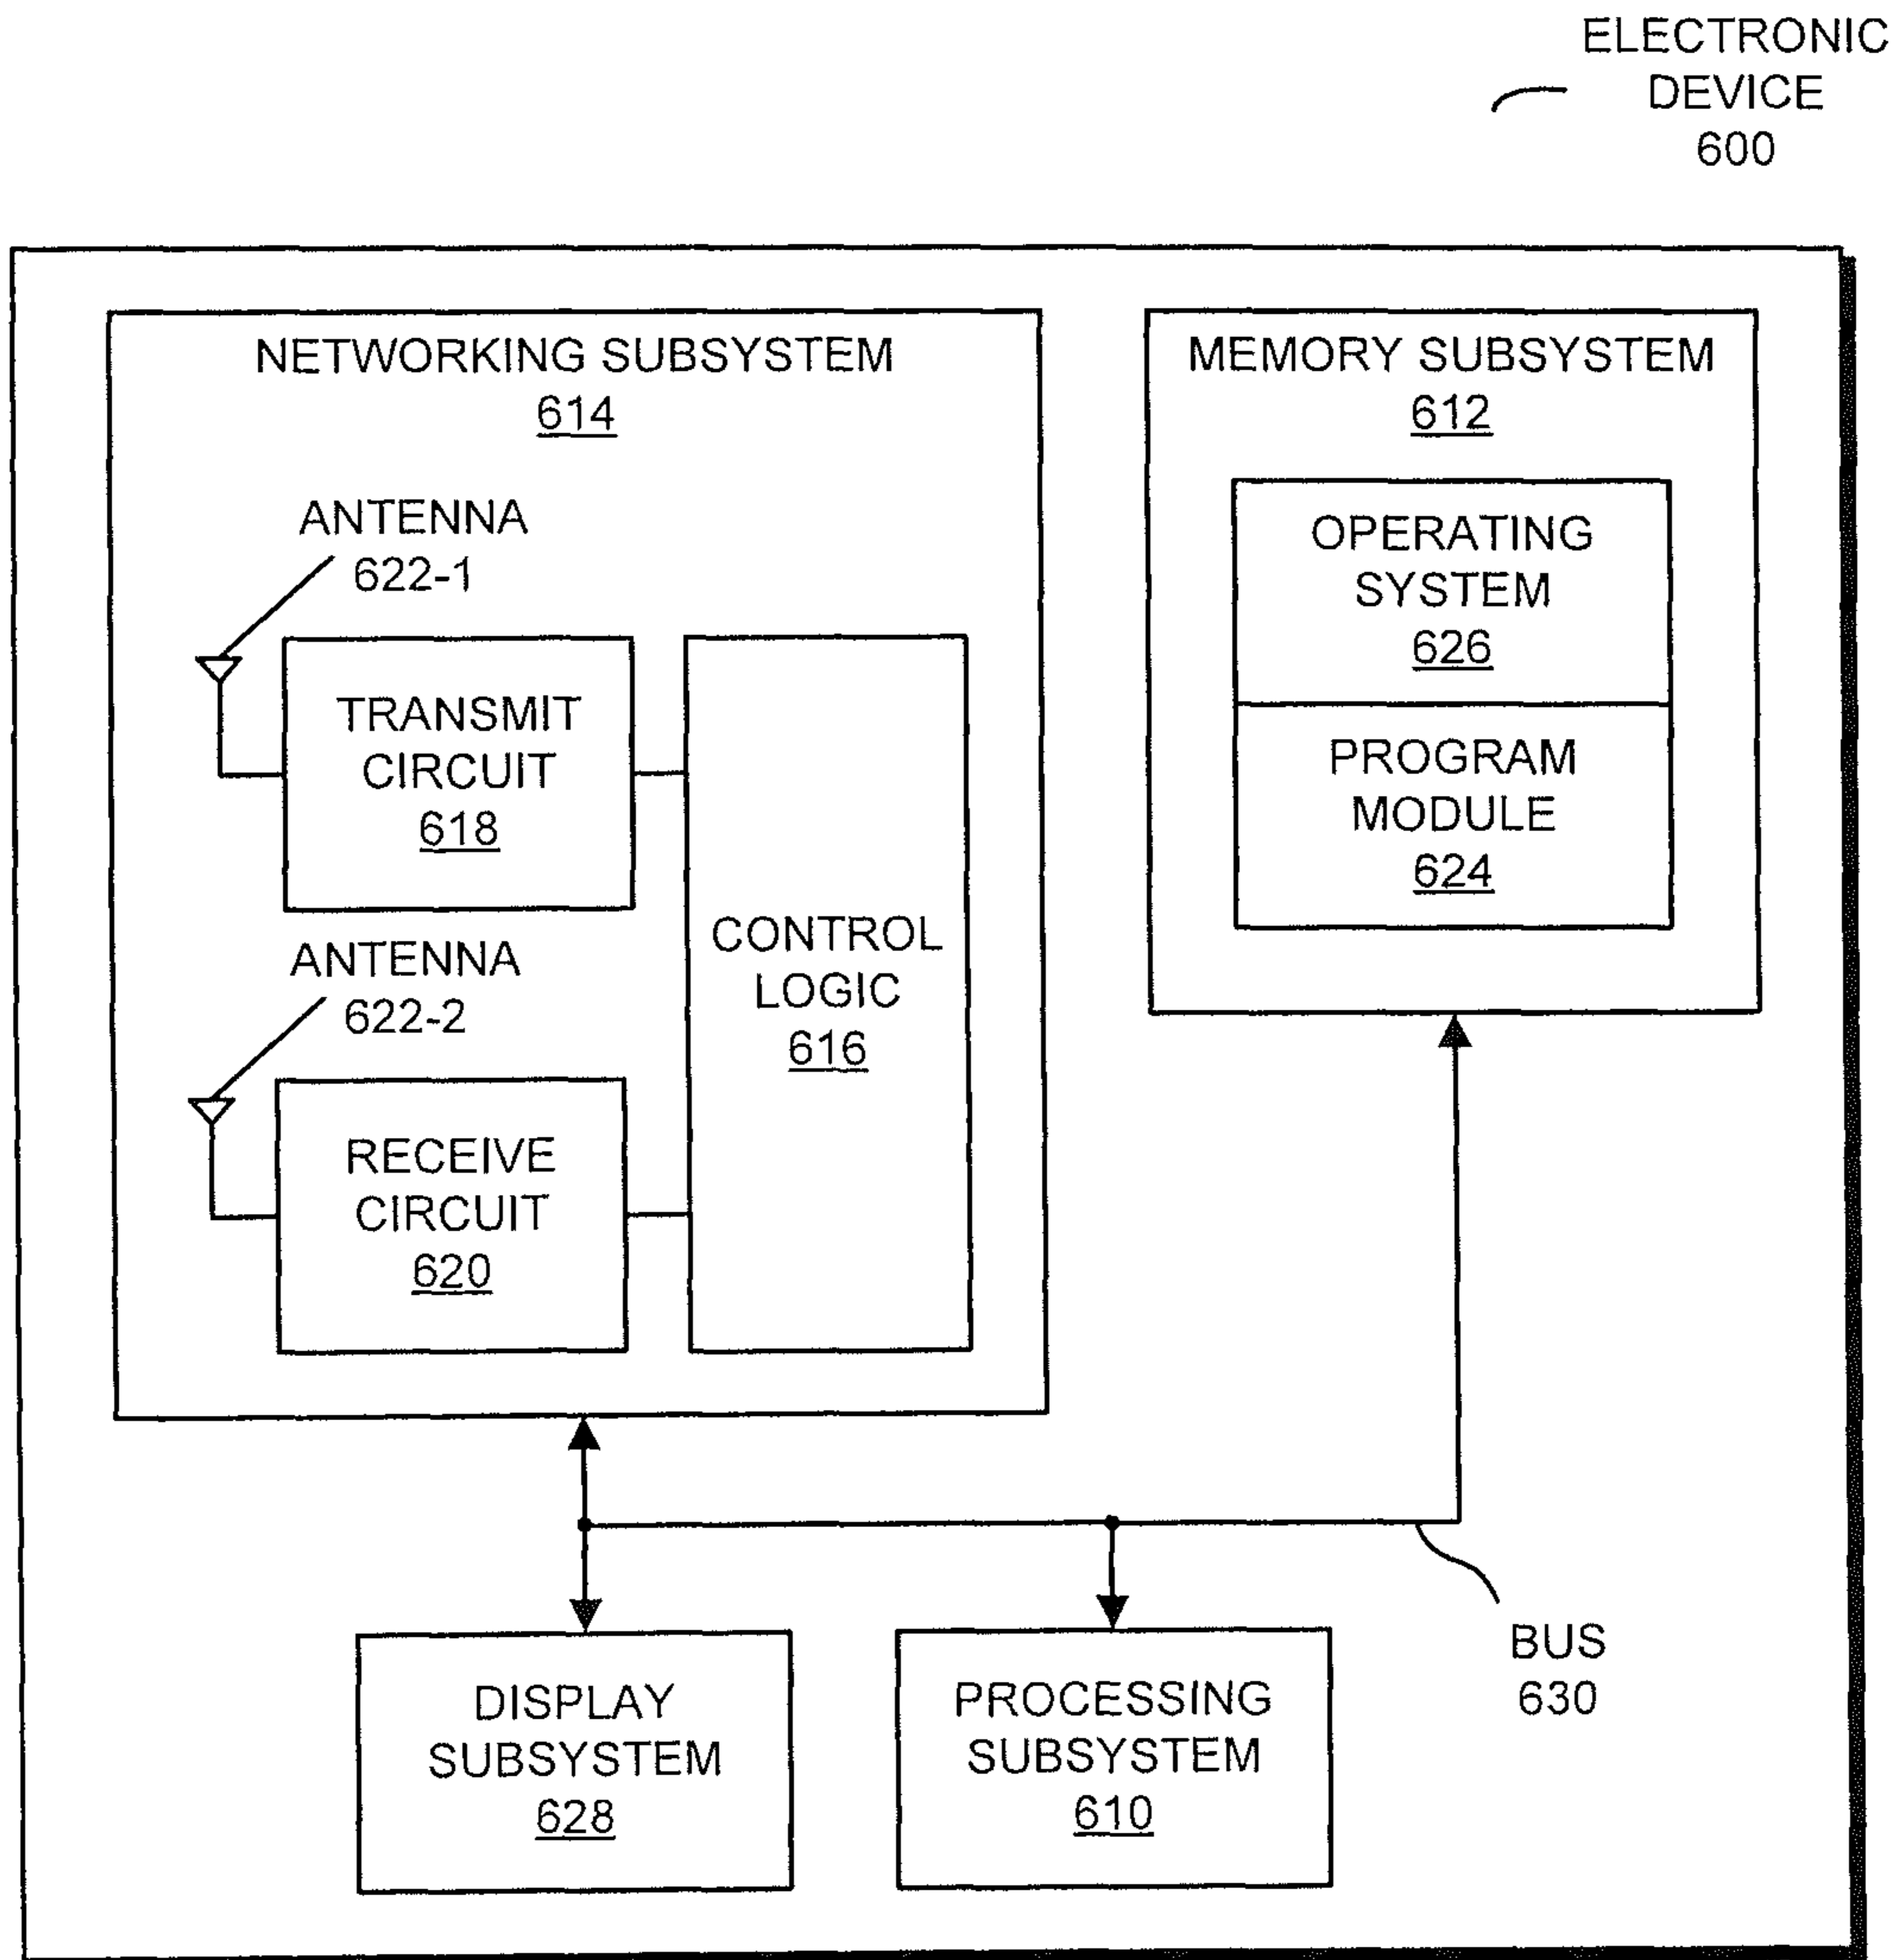 ELECTRONIC
DEVICE
600
NETWORKING SUBSYSTEM
614
ANTENNA
622-1
TRANSMIT
CIRCUIT
618
ANTENNA
622-2
RECEIVE
CIRCUIT
620
CONTROL
LOGIC
616
MEMORY SUBSYSTEM
612
OPERATING
SYSTEM
626
PROGRAM
MODULE
624
DISPLAY
SUBSYSTEM
628
PROCESSING
SUBSYSTEM
610
BUS
630